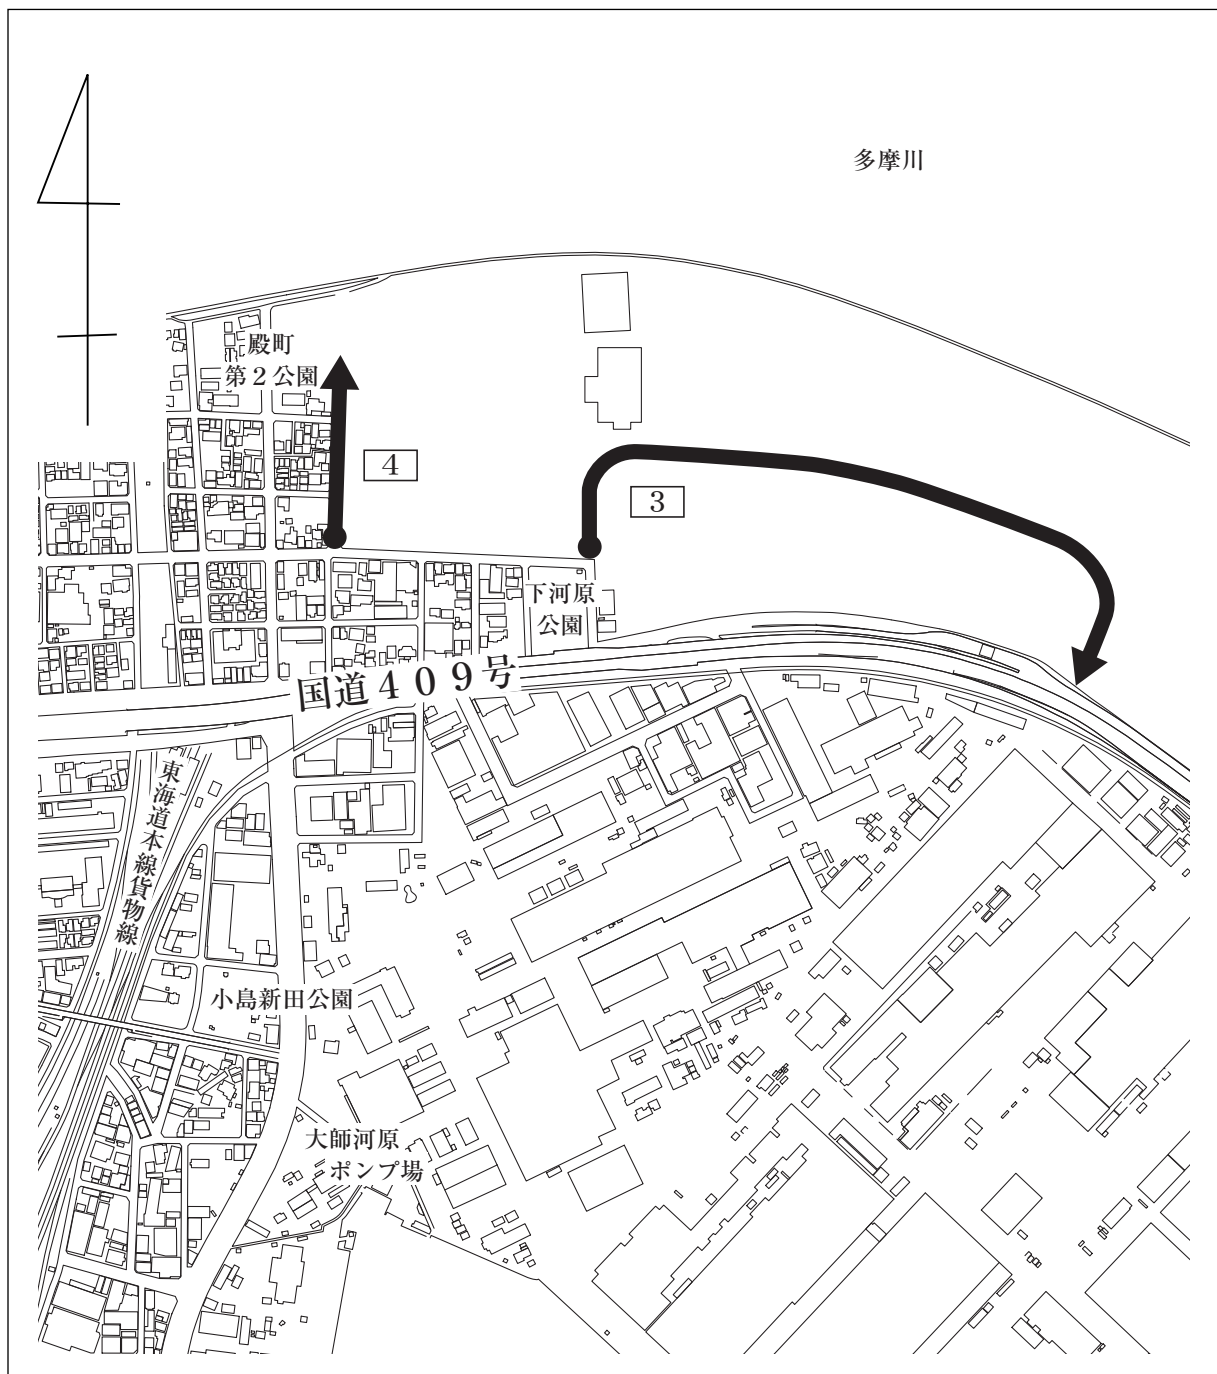 多摩川
殿町
第２公園
4
3
下河原
公園
国道４０９号
東海道本線貨物線
小島新田公園
大師河原
ポンプ場